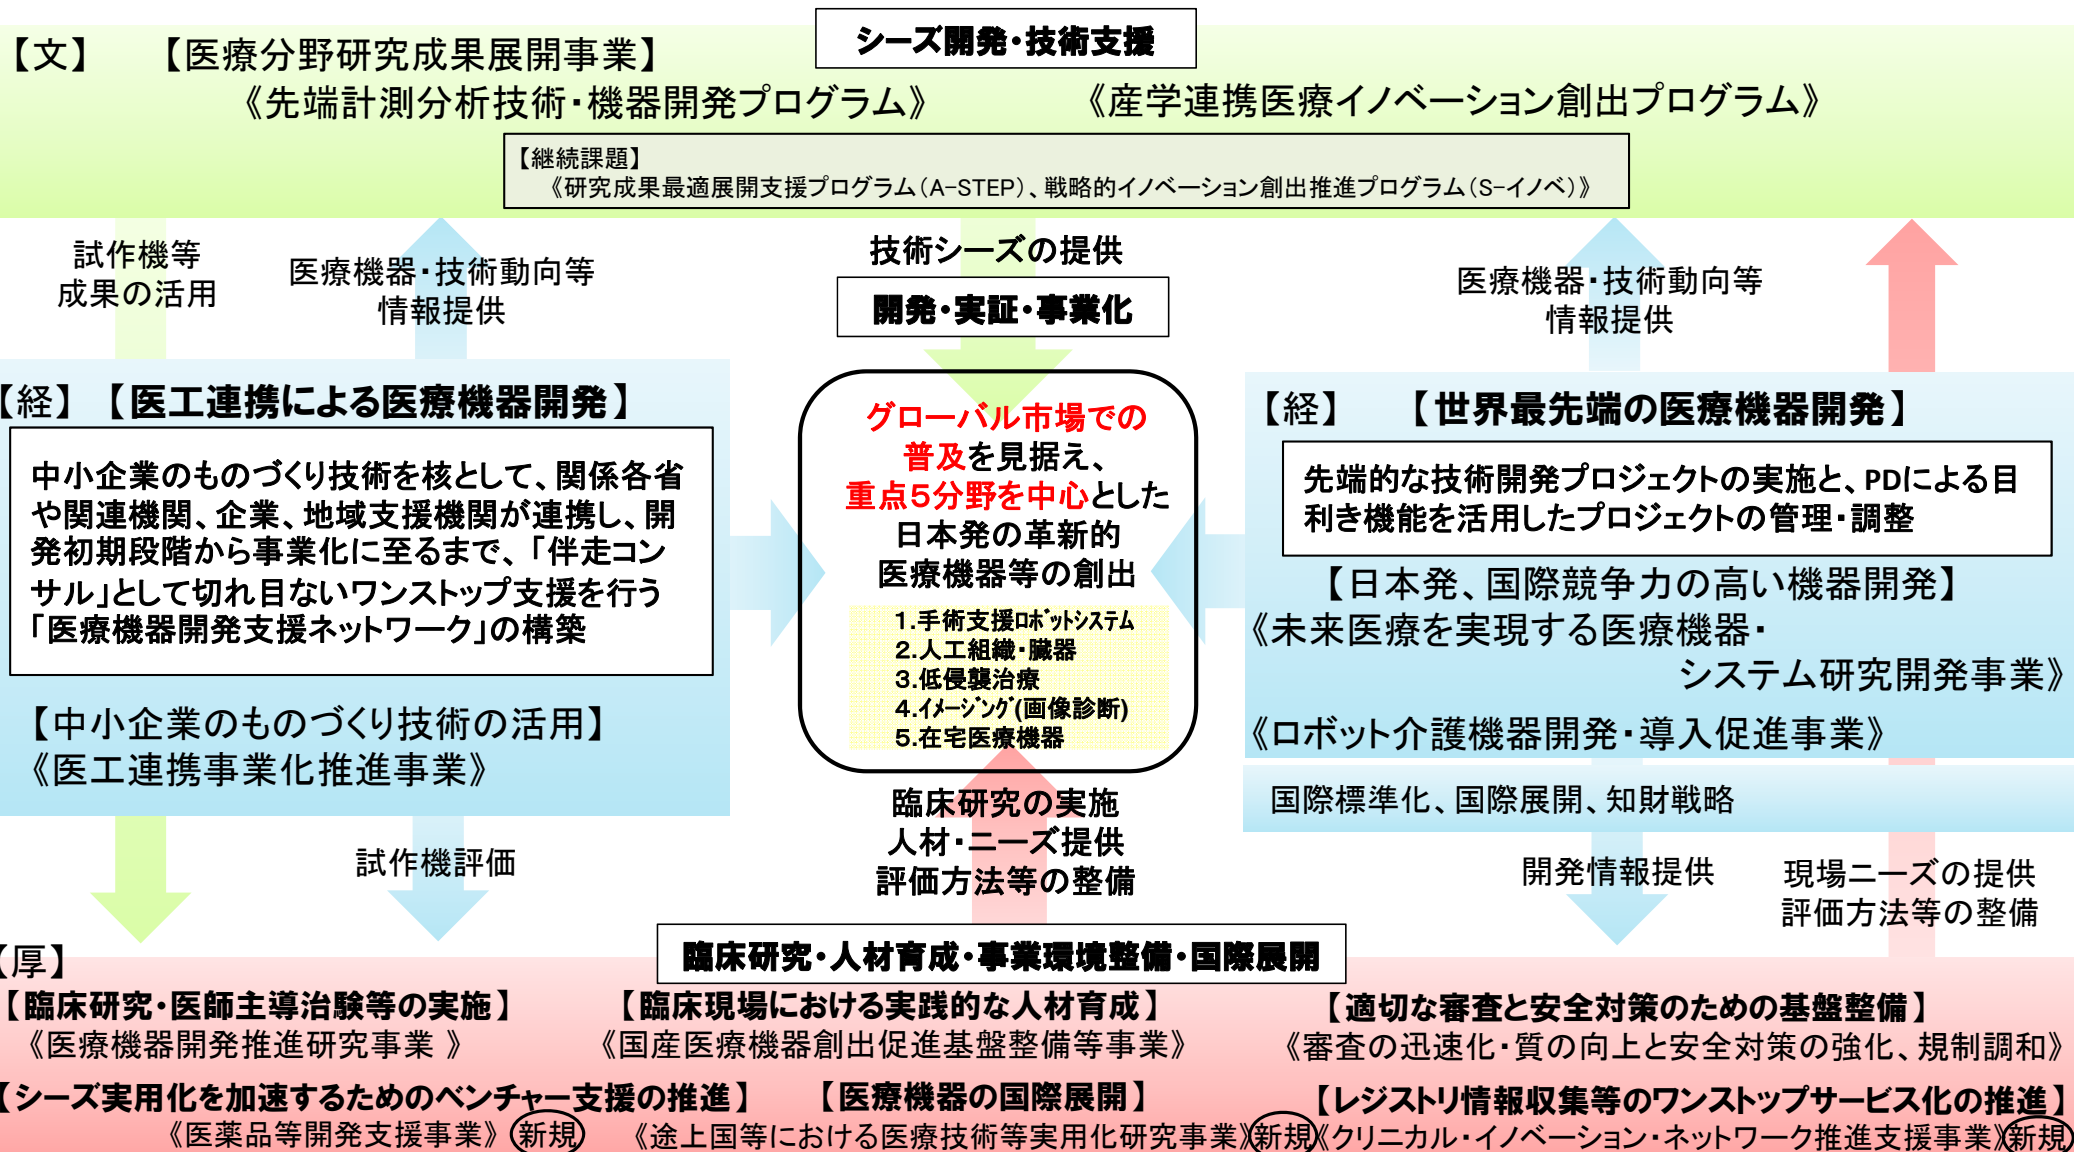 シーズ開発・技術支援
【文】 【医療分野研究成果展開事業】
《先端計測分析技術・機器開発プログラム》 《産学連携医療イノベーション創出プログラム》
【継続課題】
《研究成果最適展開支援プログラム(A-STEP)、戦略的イノベーション創出推進プログラム(S-イノベ)》
試作機等
成果の活用
医療機器・技術動向等
情報提供
技術シーズの提供
開発・実証・事業化
医療機器・技術動向等
情報提供
【経】 【医工連携による医療機器開発】
中小企業のものづくり技術を核として、関係各省
や関連機関、企業、地域支援機関が連携し、開
発初期段階から事業化に至るまで、「伴走コン
サル」として切れ目ないワンストップ支援を行う
「医療機器開発支援ネットワーク」の構築
【中小企業のものづくり技術の活用】
《医工連携事業化推進事業》
グローバル市場での
普及を見据え、
重点5分野を中心とした
日本発の革新的
医療機器等の創出
1.手術支援ロボットシステム
2.人工組織・臓器
3.低侵襲治療
4.イメージング(画像診断)
5.在宅医療機器
【経】 【世界最先端の医療機器開発】
先端的な技術開発プロジェクトの実施と、PDによる目
利き機能を活用したプロジェクトの管理・調整
【日本発、国際競争力の高い機器開発】
《未来医療を実現する医療機器・
システム研究開発事業》
《ロボット介護機器開発・導入促進事業》
国際標準化、国際展開、知財戦略
試作機評価
臨床研究の実施
人材・ニーズ提供
評価方法等の整備
開発情報提供
現場ニーズの提供
評価方法等の整備
【厚】
臨床研究・人材育成・事業環境整備・国際展開
【臨床研究・医師主導治験等の実施】 【臨床現場における実践的な人材育成】 【適切な審査と安全対策のための基盤整備】
《医療機器開発推進研究事業 》 《国産医療機器創出促進基盤整備等事業》 《審査の迅速化・質の向上と安全対策の強化、規制調和》
【シーズ実用化を加速するためのベンチャー支援の推進】 【医療機器の国際展開】 【レジストリ情報収集等のワンストップサービス化の推進】
《医薬品等開発支援事業》 新規 《途上国等における医療技術等実用化研究事業》 新規 《クリニカル・イノベーション・ネットワーク推進支援事業》 新規